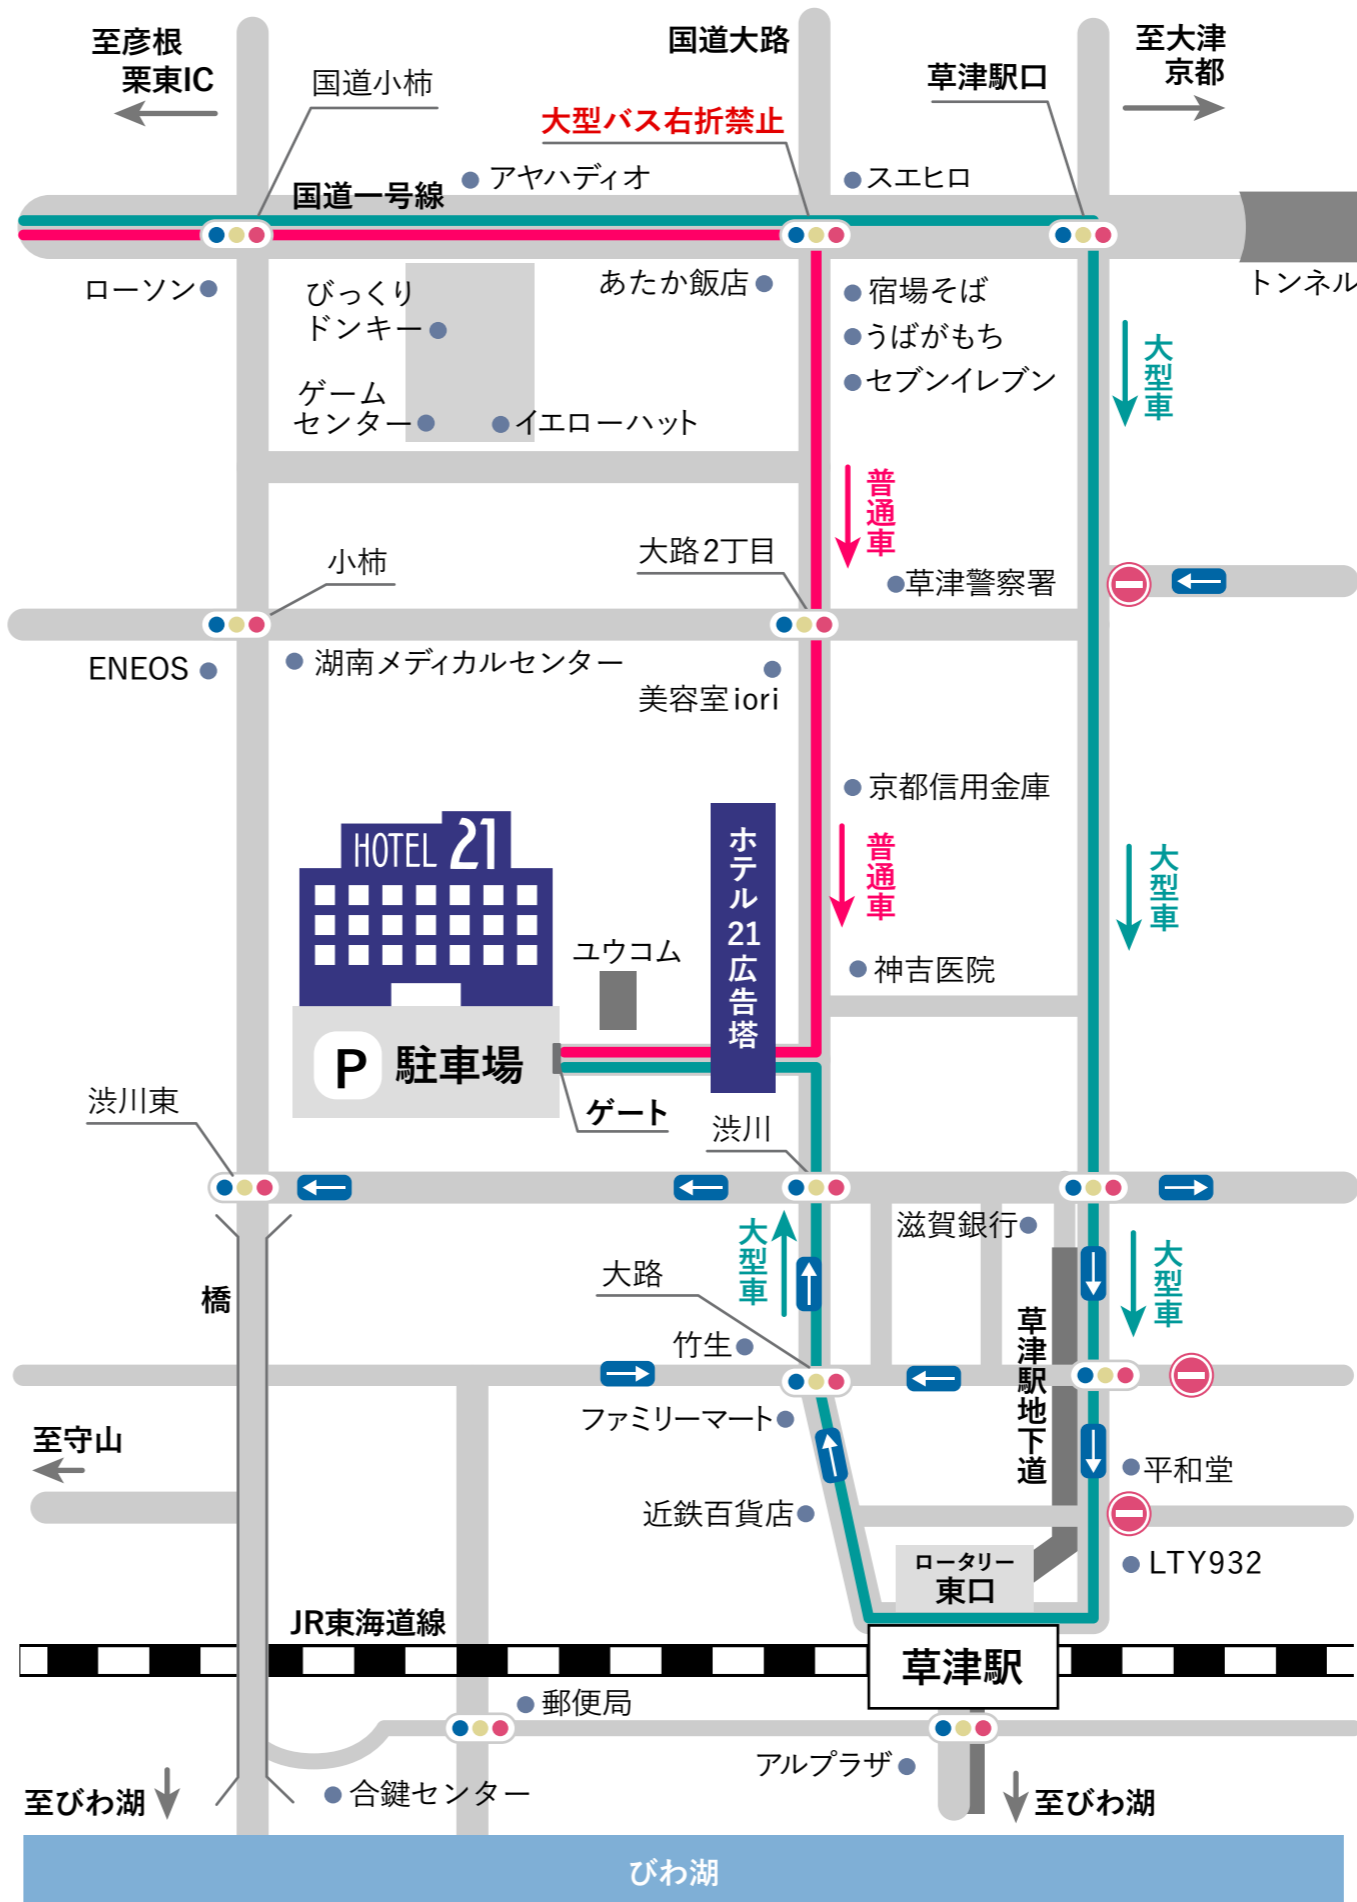 至彦根
栗東IC
国道小柿
国道大路
大型バス右折禁止
草津駅口
至大津
京都
国道一号線
アヤハディオ
スエヒロ
ローソン
びっくり
ドンキー
あたか飯店
宿場そば
うばがもち
セブンイレブン
トンネル
ゲーム
センター
イエローハット
大型車
普通車
小柿
大路2丁目
草津警察署
ENEOS
湖南メディカルセンター
美容室iori
京都信用金庫
HOTEL 21
ホテル21広告塔
普通車
大型車
ユウコム
神吉医院
P 駐車場
ゲート
渋川東
渋川
滋賀銀行
大型車
大型車
橋
大路
竹生
草津駅地下道
ファミリーマート
至守山
平和堂
近鉄百貨店
ロータリー
東口
LTY932
JR東海道線
草津駅
郵便局
アルプラザ
合鍵センター
至びわ湖
至びわ湖
びわ湖